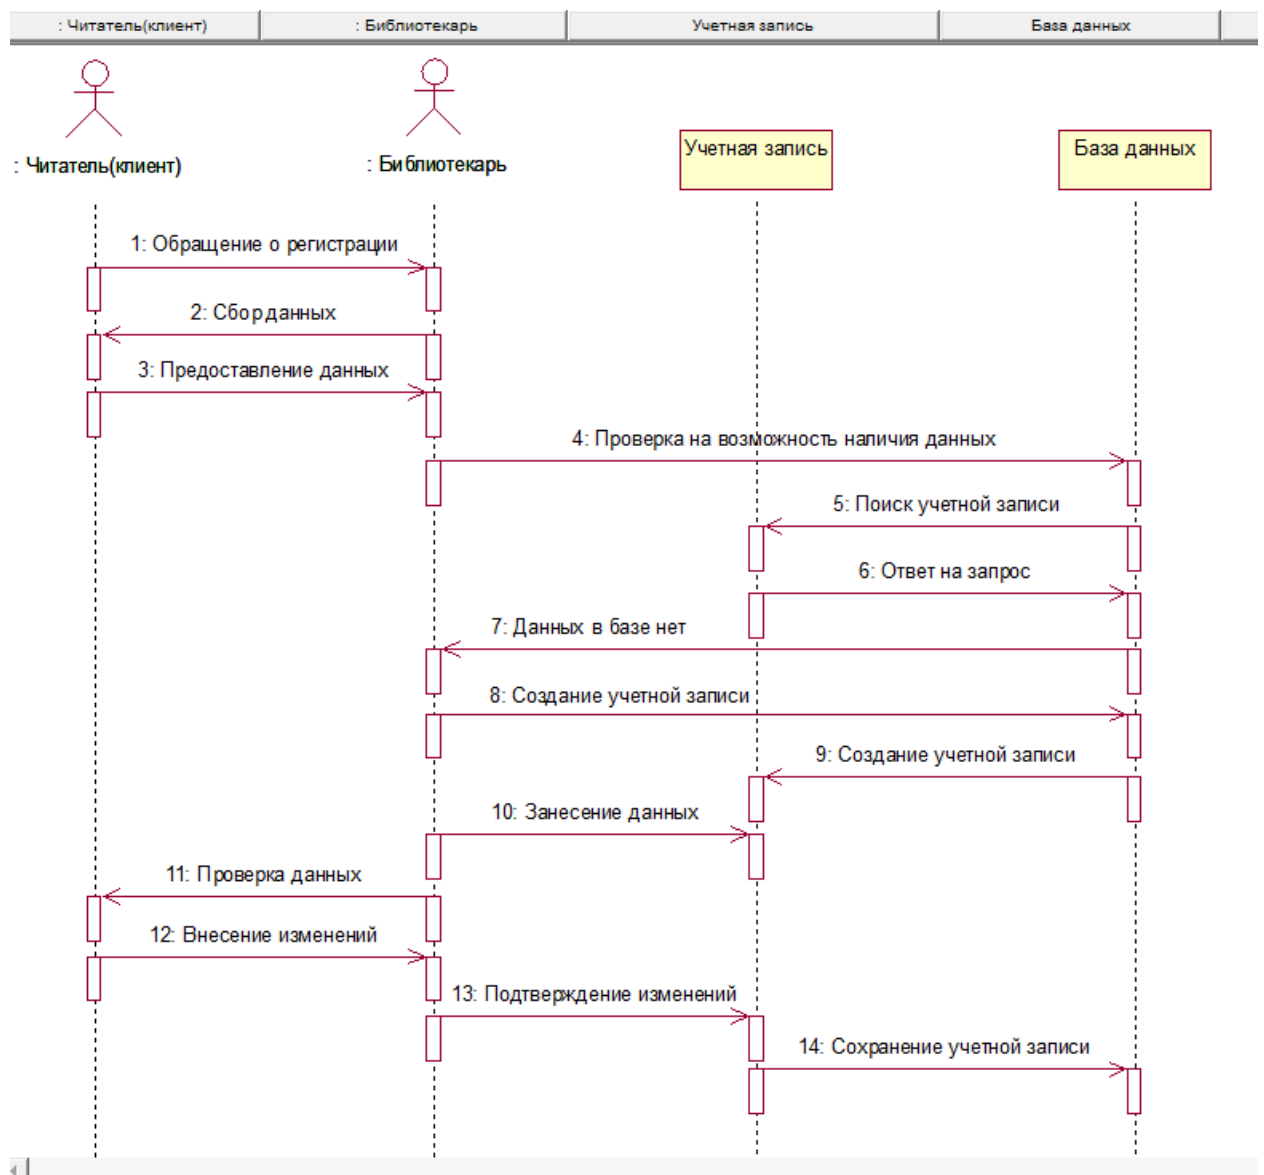 : Читатель(клиент)
: Библиотекарь
Учетная запись
База данных
: Читатель(клиент)
: Библиотекарь
Учетная запись
База данных
1: Обращение о регистрации
2: Сбор данных
3: Предоставление данных
4: Проверка на возможность наличия данных
5: Поиск учетной записи
6: Ответ на запрос
7: Данных в базе нет
8: Создание учетной записи
9: Создание учетной записи
10: Занесение данных
11: Проверка данных
12: Внесение изменений
13: Подтверждение изменений
14: Сохранение учетной записи